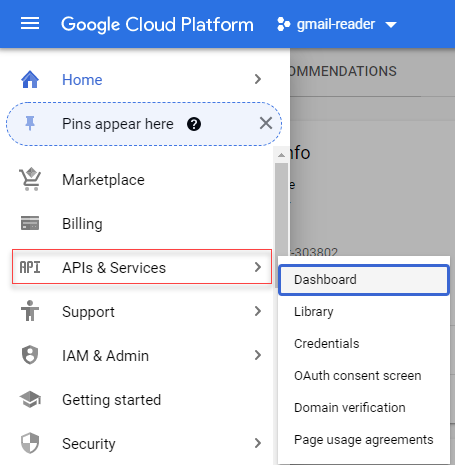 Google Cloud Platform gmail-reader
Home
OMMENDATIONS
Pins appear here
nfo
Marketplace
Billing
-303802
API APIs & Services
Dashboard
Support
Library
Credentials
IAM & Admin
OAuth consent screen
Getting started
Domain verification
Security
Page usage agreements